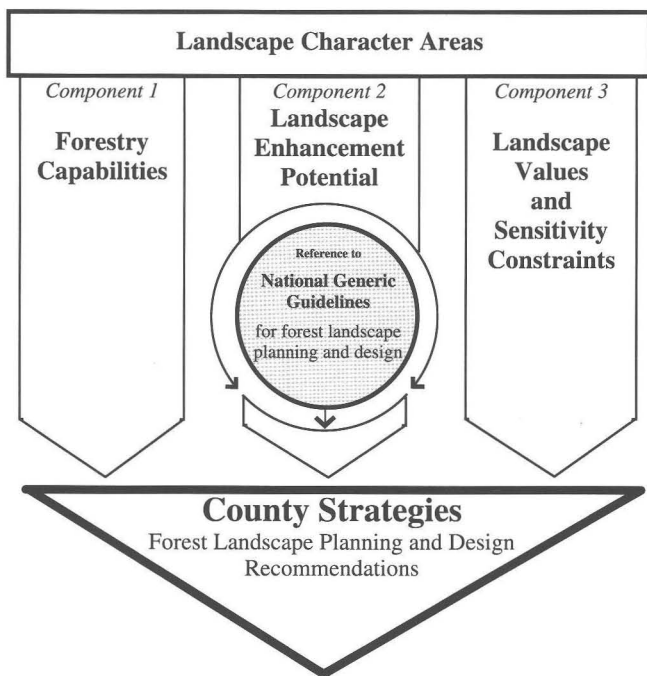 Landscape Character Areas
Component 1
Forestry
Capabilities
Component 2
Landscape
Enhancement
Potential
Reference to
National Generic
Guidelines
for forest landscape
planning and design
Component 3
Landscape
Values
and
Sensitivity
Constraints
County Strategies
Forest Landscape Planning and Design
Recommendations